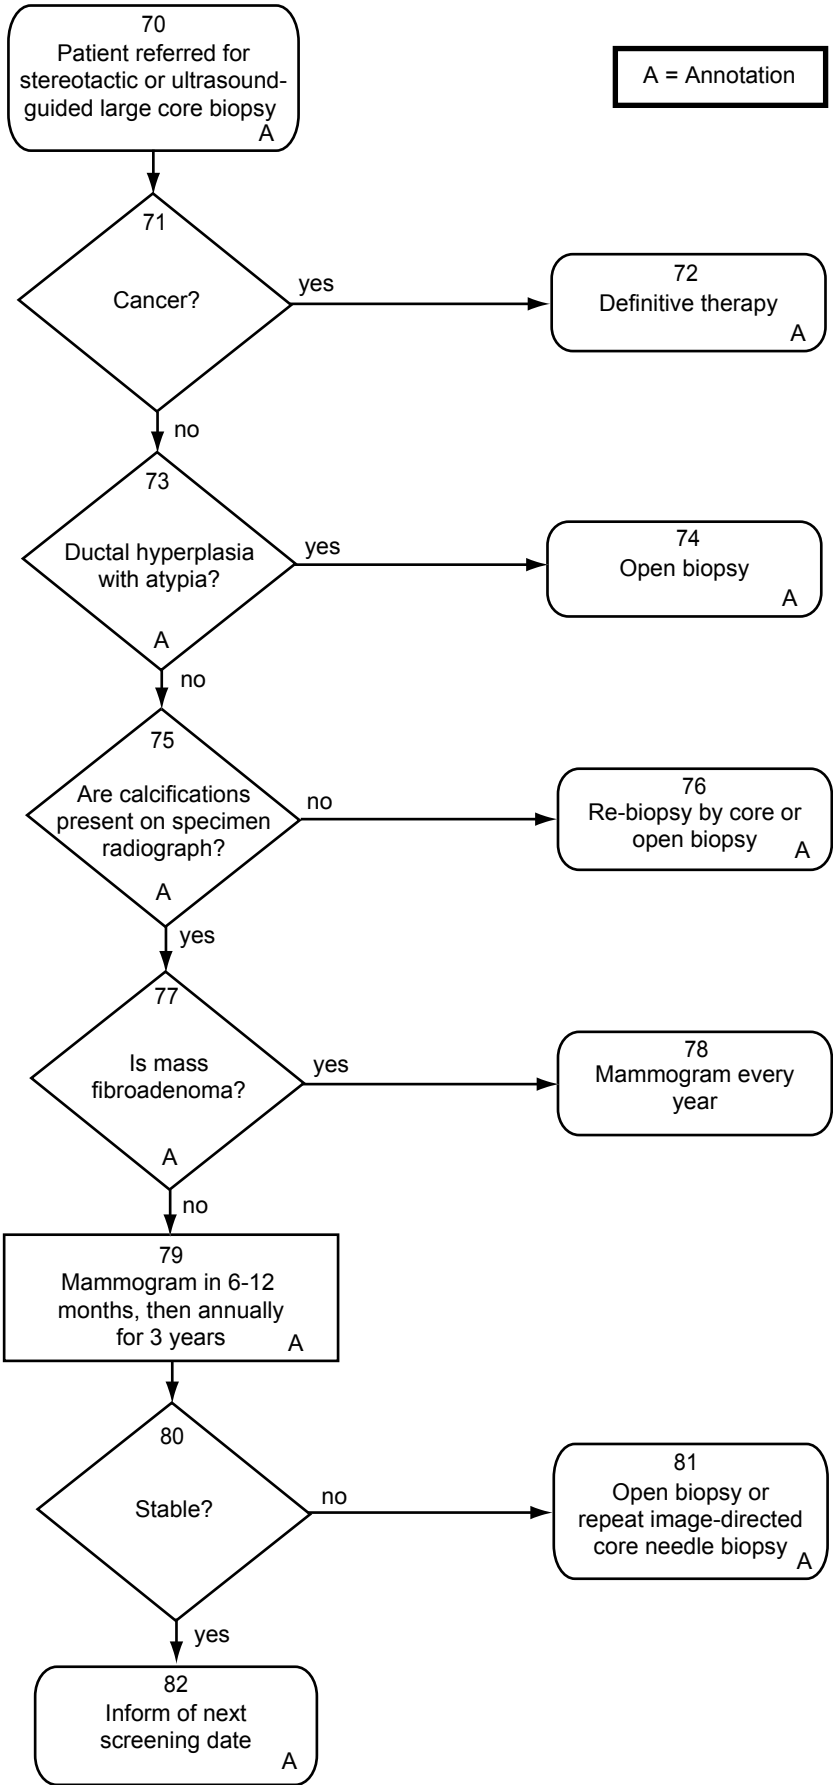 70
Patient referred for
stereotactic or ultrasound-
guided large core biopsy
A
A = Annotation
71
Cancer?
yes
72
Definitive therapy
A
no
73
Ductal hyperplasia
with atypia?
A
yes
74
Open biopsy
A
no
75
Are calcifications
present on specimen
radiograph?
A
no
76
Re-biopsy by core or
open biopsy
A
yes
77
Is mass
fibroadenoma?
A
yes
78
Mammogram every
year
no
79
Mammogram in 6-12
months, then annually
for 3 years
A
80
Stable?
no
81
Open biopsy or
repeat image-directed
core needle biopsy
A
yes
82
Inform of next
screening date
A